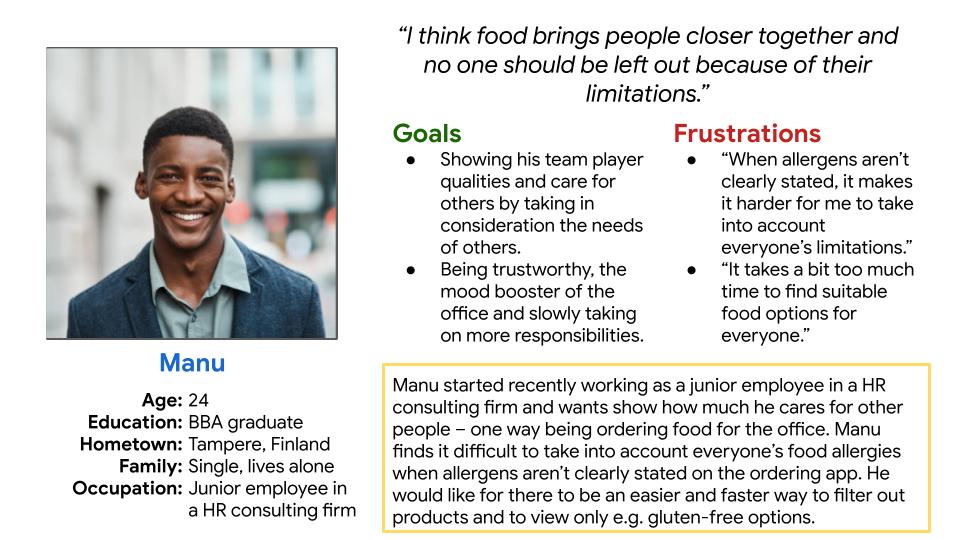 “I think food brings people closer together and
no one should be left out because of their
limitations.”
Manu
Age: 24
Education: BBA graduate
Hometown: Tampere, Finland
Family: Single, lives alone
Occupation: Junior employee in
a HR consulting firm
Goals
● Showing his team player
qualities and care for
others by taking in
consideration the needs
of others.
● Being trustworthy, the
mood booster of the
office and slowly taking
on more responsibilities.
Frustrations
● “When allergens aren’t
clearly stated, it makes
it harder for me to take
into account
everyone’s limitations.”
● “It takes a bit too much
time to find suitable
food options for
everyone.”
Manu started recently working as a junior employee in a HR
consulting firm and wants show how much he cares for other
people – one way being ordering food for the office. Manu
finds it difficult to take into account everyone’s food allergies
when allergens aren’t clearly stated on the ordering app. He
would like for there to be an easier and faster way to filter out
products and to view only e.g. gluten-free options.